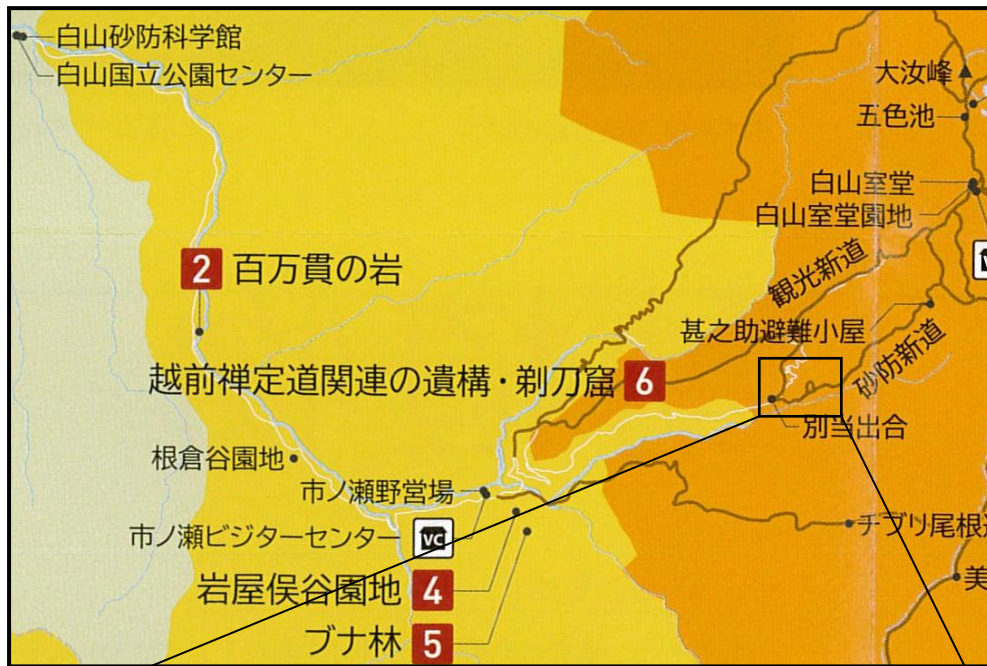 白山砂防科学館
白山国立公園センター
大汝峰
五色池
白山室堂
白山室堂園地
2 百万貫の岩
観光新道
甚之助避難小屋
砂防新道
越前禅定道関連の遺構・剃刀窟 6
別当出合
根倉谷園地
市ノ瀬野営場
市ノ瀬ビジターセンター VC
チブリ尾根
岩屋俣谷園地 4
美
ブナ林 5